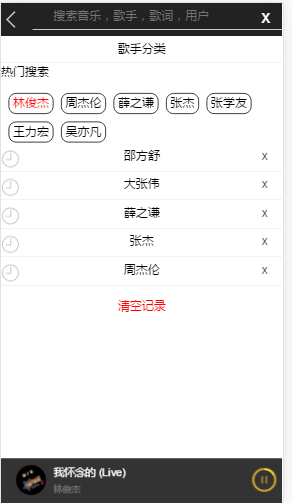 搜索音乐，歌手，歌词，用户 X
歌手分类
热门搜索
林俊杰 周杰伦 薛之谦 张杰 张学友
王力宏 吴亦凡
邵方舒 x
大张伟 x
薛之谦 x
张杰 x
周杰伦 x
清空记录
我怀念的 (Live)
林俊杰